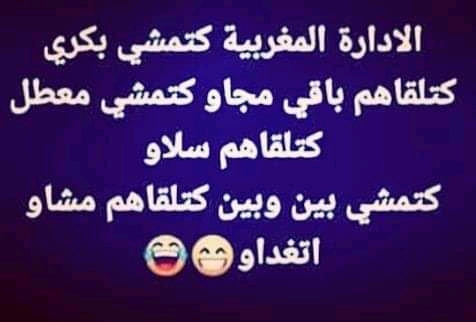 الادارة المغربية كتمشي بكري
كتلقاهم باقي مجاو كتمشي معطل
كتلقاهم سلاو
كتمشي بين وبين كتلقاهم مشاو
اتغداو😁😂